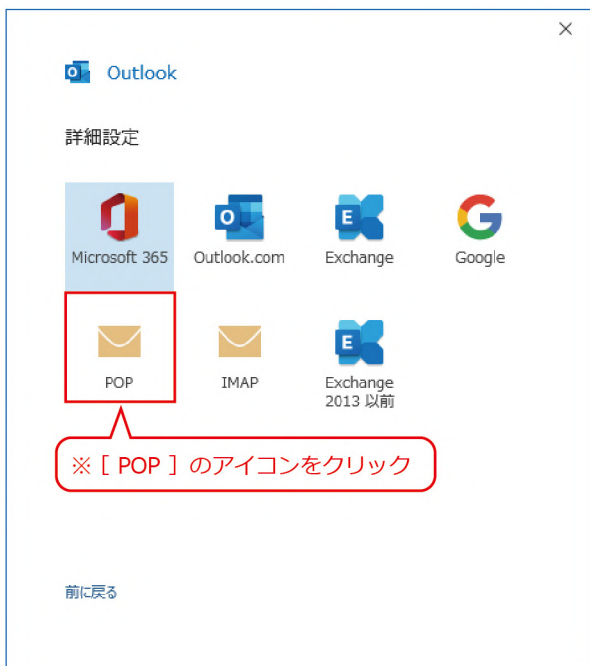 Outlook
詳細設定
Microsoft 365
Outlook.com
Exchange
Google
POP
IMAP
Exchange
2013 以前
※［ POP ］のアイコンをクリック
前に戻る